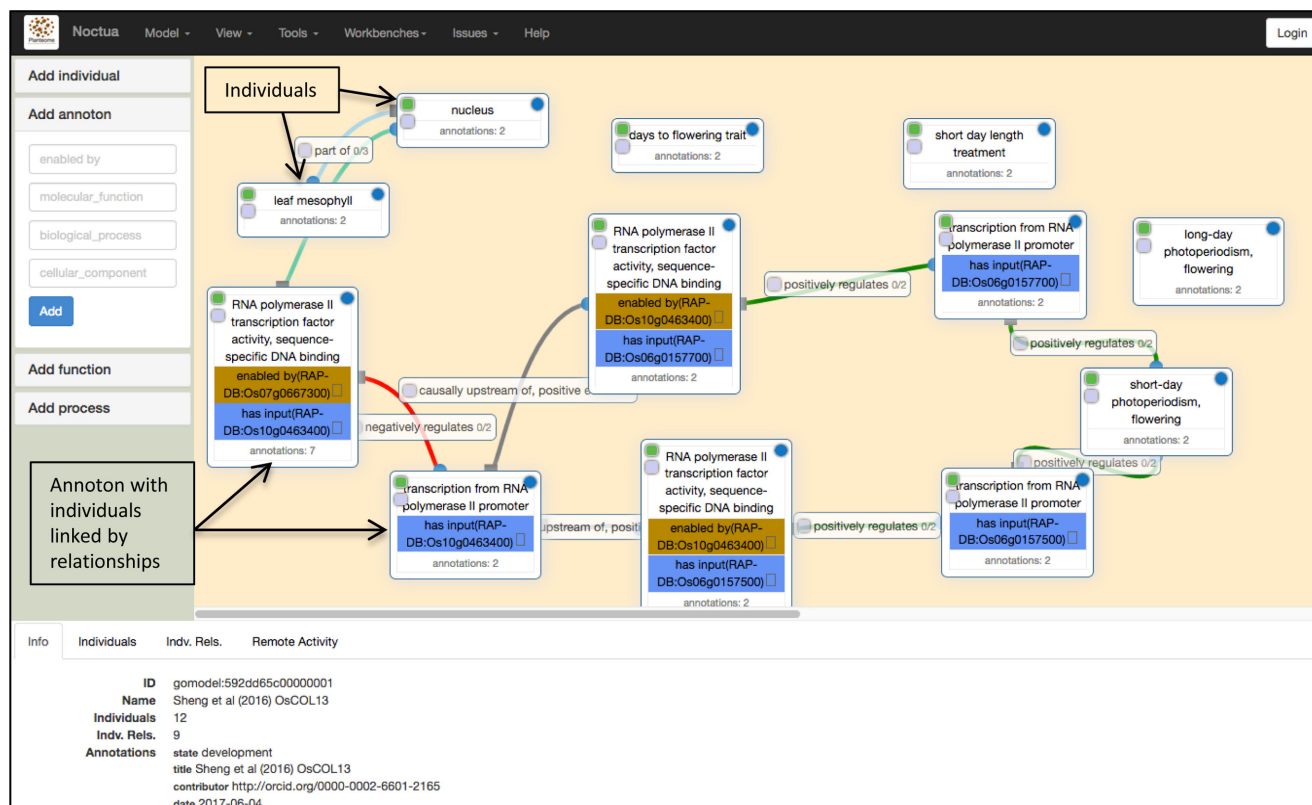 Planteome
Noctua
Model
View
Tools
Workbenches
Issues
Help
Login
Add individual
Add annoton
enabled by
molecular_function
biological_process
cellular_component
Add
Add function
Add process
Individuals
nucleus
annotations: 2
part of 0/3
leaf mesophyll
annotations: 2
days to flowering trait
annotations: 2
short day length
treatment
annotations: 2
RNA polymerase II
transcription factor
activity, sequence-
specific DNA binding
enabled by(RAP-
DB:Os10g0463400)
has input(RAP-
DB:Os06g0157700)
annotations: 2
positively regulates 0/2
transcription from RNA
polymerase II promoter
has input(RAP-
DB:Os06g0157700)
annotations: 2
long-day
photoperiodism,
flowering
annotations: 2
RNA polymerase II
transcription factor
activity, sequence-
specific DNA binding
enabled by(RAP-
DB:Os07g0667300)
has input(RAP-
DB:Os10g0463400)
annotations: 7
causally upstream of, positive e
negatively regulates 0/2
positively regulates 0/2
short-day
photoperiodism,
flowering
annotations: 2
positively regulates 0/2
Annoton with
individuals
linked by
relationships
transcription from RNA
polymerase II promoter
has input(RAP-
DB:Os10g0463400)
annotations: 2
upstream of, positi
RNA polymerase II
transcription factor
activity, sequence-
specific DNA binding
enabled by(RAP-
DB:Os10g0463400)
has input(RAP-
DB:Os06g0157500)
annotations: 2
positively regulates 0/2
transcription from RNA
polymerase II promoter
has input(RAP-
DB:Os06g0157500)
annotations: 2
Info
Individuals
Indv. Rels.
Remote Activity
ID gomodel:592dd65c00000001
Name Sheng et al (2016) OsCOL13
Individuals 12
Indv. Rels. 9
Annotations state development
title Sheng et al (2016) OsCOL13
contributor http://orcid.org/0000-0002-6601-2165
date 2017-06-04